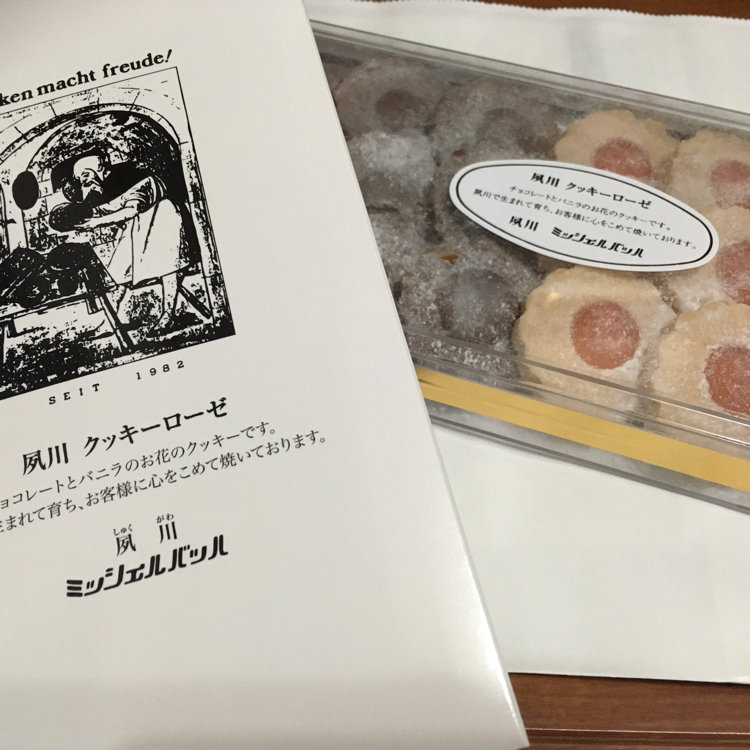 ken macht freude!
SEIT 1982
夙川 クッキーローゼ
チョコレートとバニラのお花のクッキーです。
生まれて育ち、お客様に心をこめて焼いております。
しゅく がわ
夙川
ミッシェルバッハ
夙川 クッキーローゼ
チョコレートとバニラのお花のクッキーです。
夙川で生まれて育ち、お客様に心をこめて焼いております。
夙川 ミッシェルバッハ